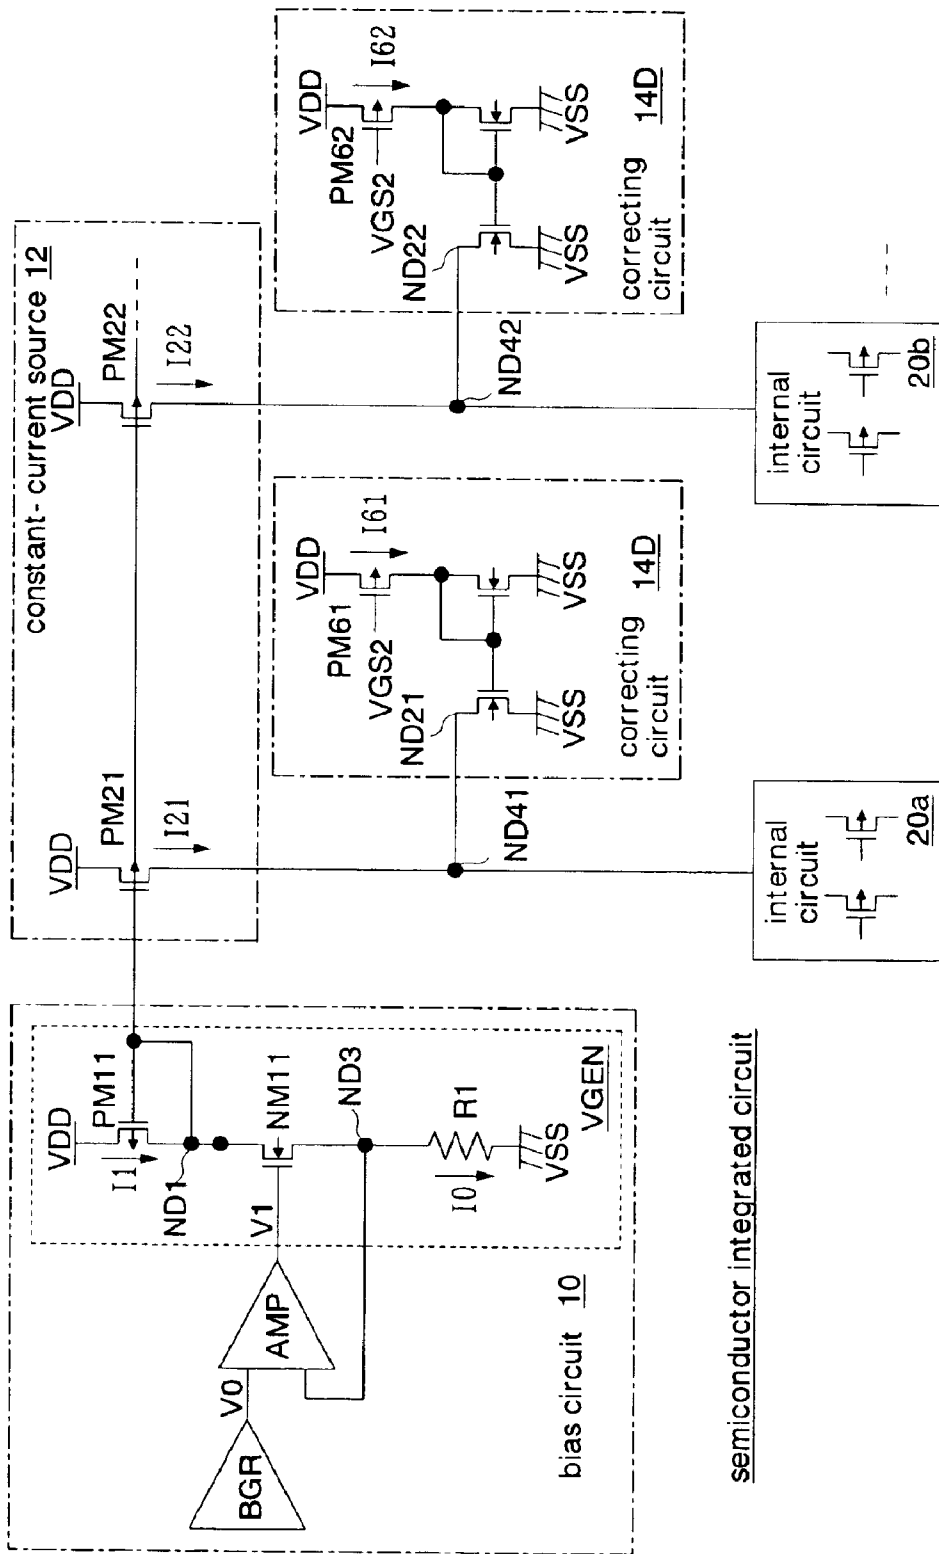 constant- current source 12
VDD
PM21
I21
VDD
PM22
I22
VDD
PM11
I1
ND1
NM11
V1
ND3
R1
I0
VSS
VGEN
BGR
V0
AMP
bias circuit 10
VDD
PM61
VGS2
I61
ND21
VSS
VSS
correcting
circuit
14D
ND41
VDD
PM62
VGS2
I62
ND22
VSS
VSS
correcting
circuit
14D
ND42
internal
circuit
20a
internal
circuit
20b
semiconductor integrated circuit